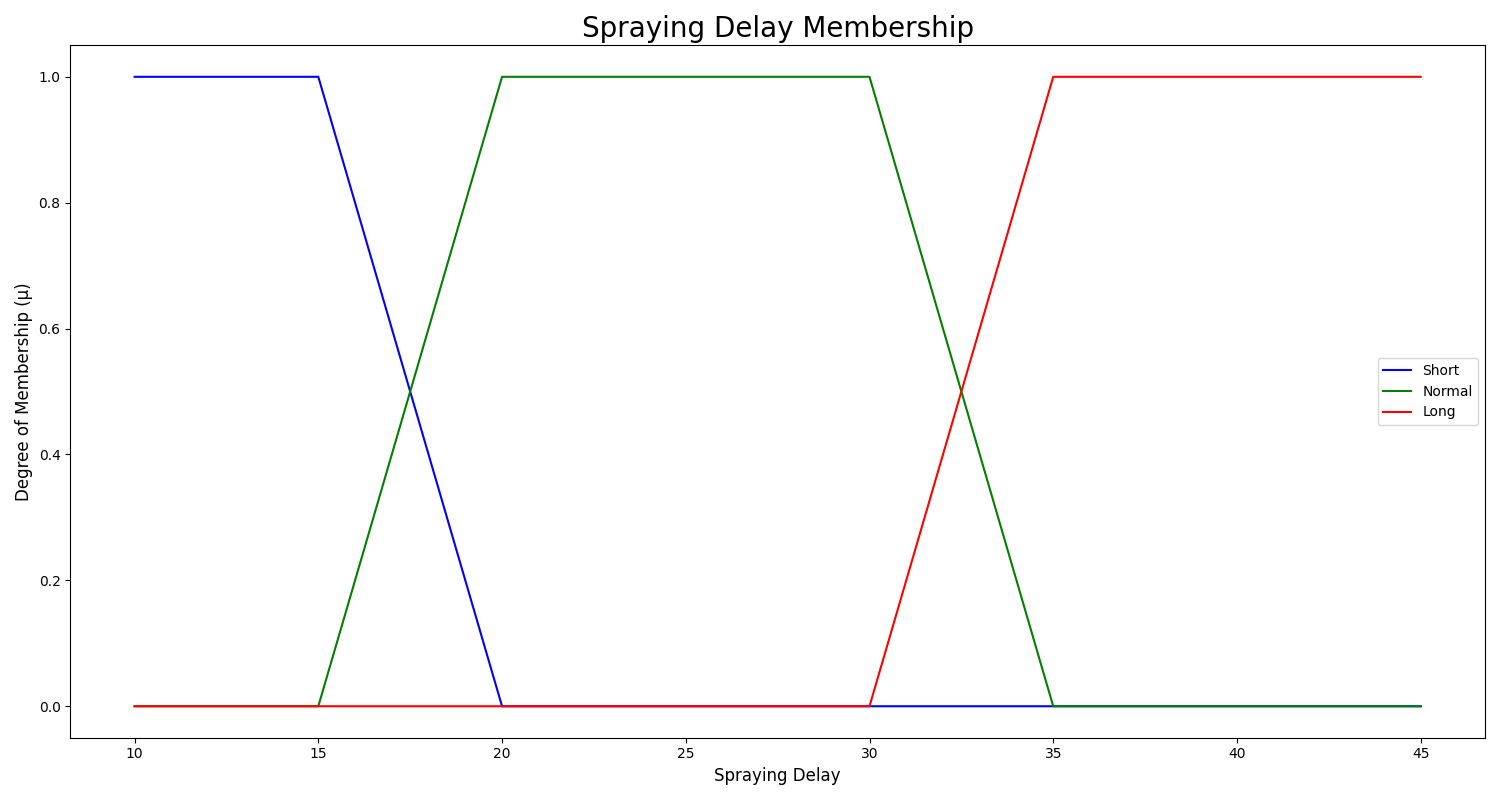 Spraying Delay Membership
1.0
0.8
0.6
0.4
0.2
0.0
Degree of Membership (μ)
10 15 20 25 30 35 40 45
Spraying Delay
Short
Normal
Long